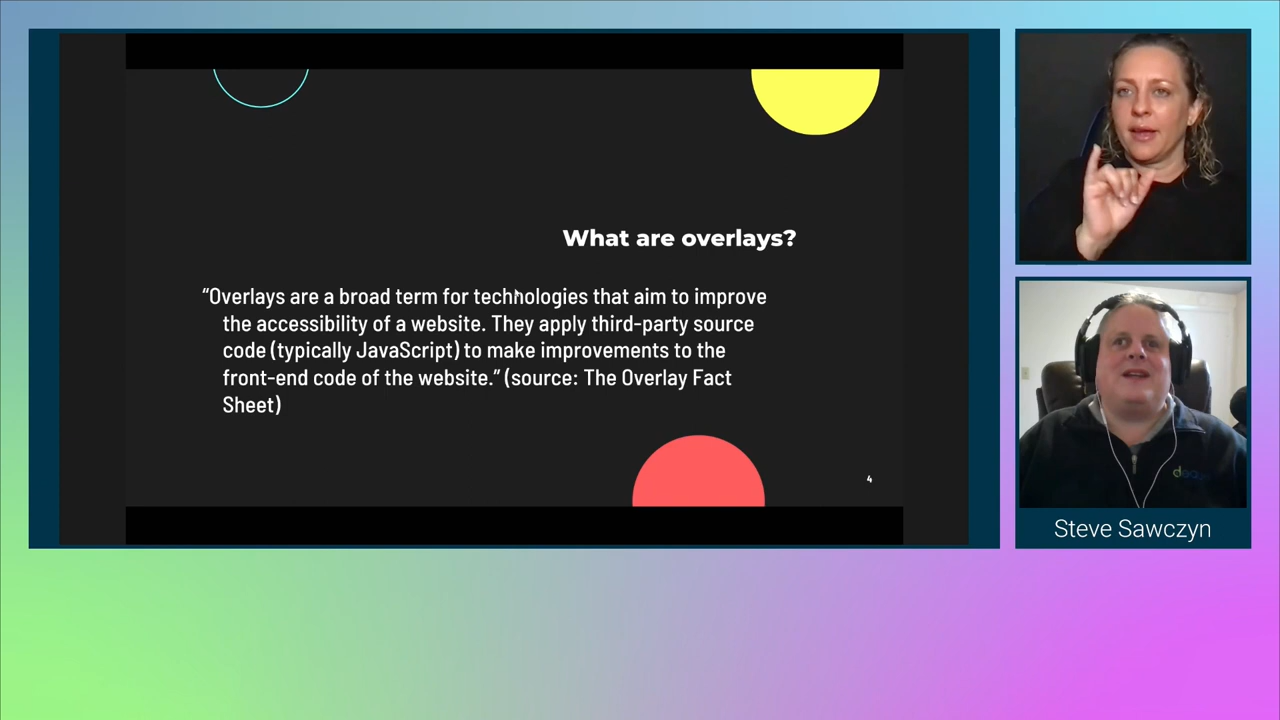 What are overlays?
“Overlays are a broad term for technologies that aim to improve
the accessibility of a website. They apply third-party source
code (typically JavaScript) to make improvements to the
front-end code of the website.” (source: The Overlay Fact
Sheet)
4
Steve Sawczyn